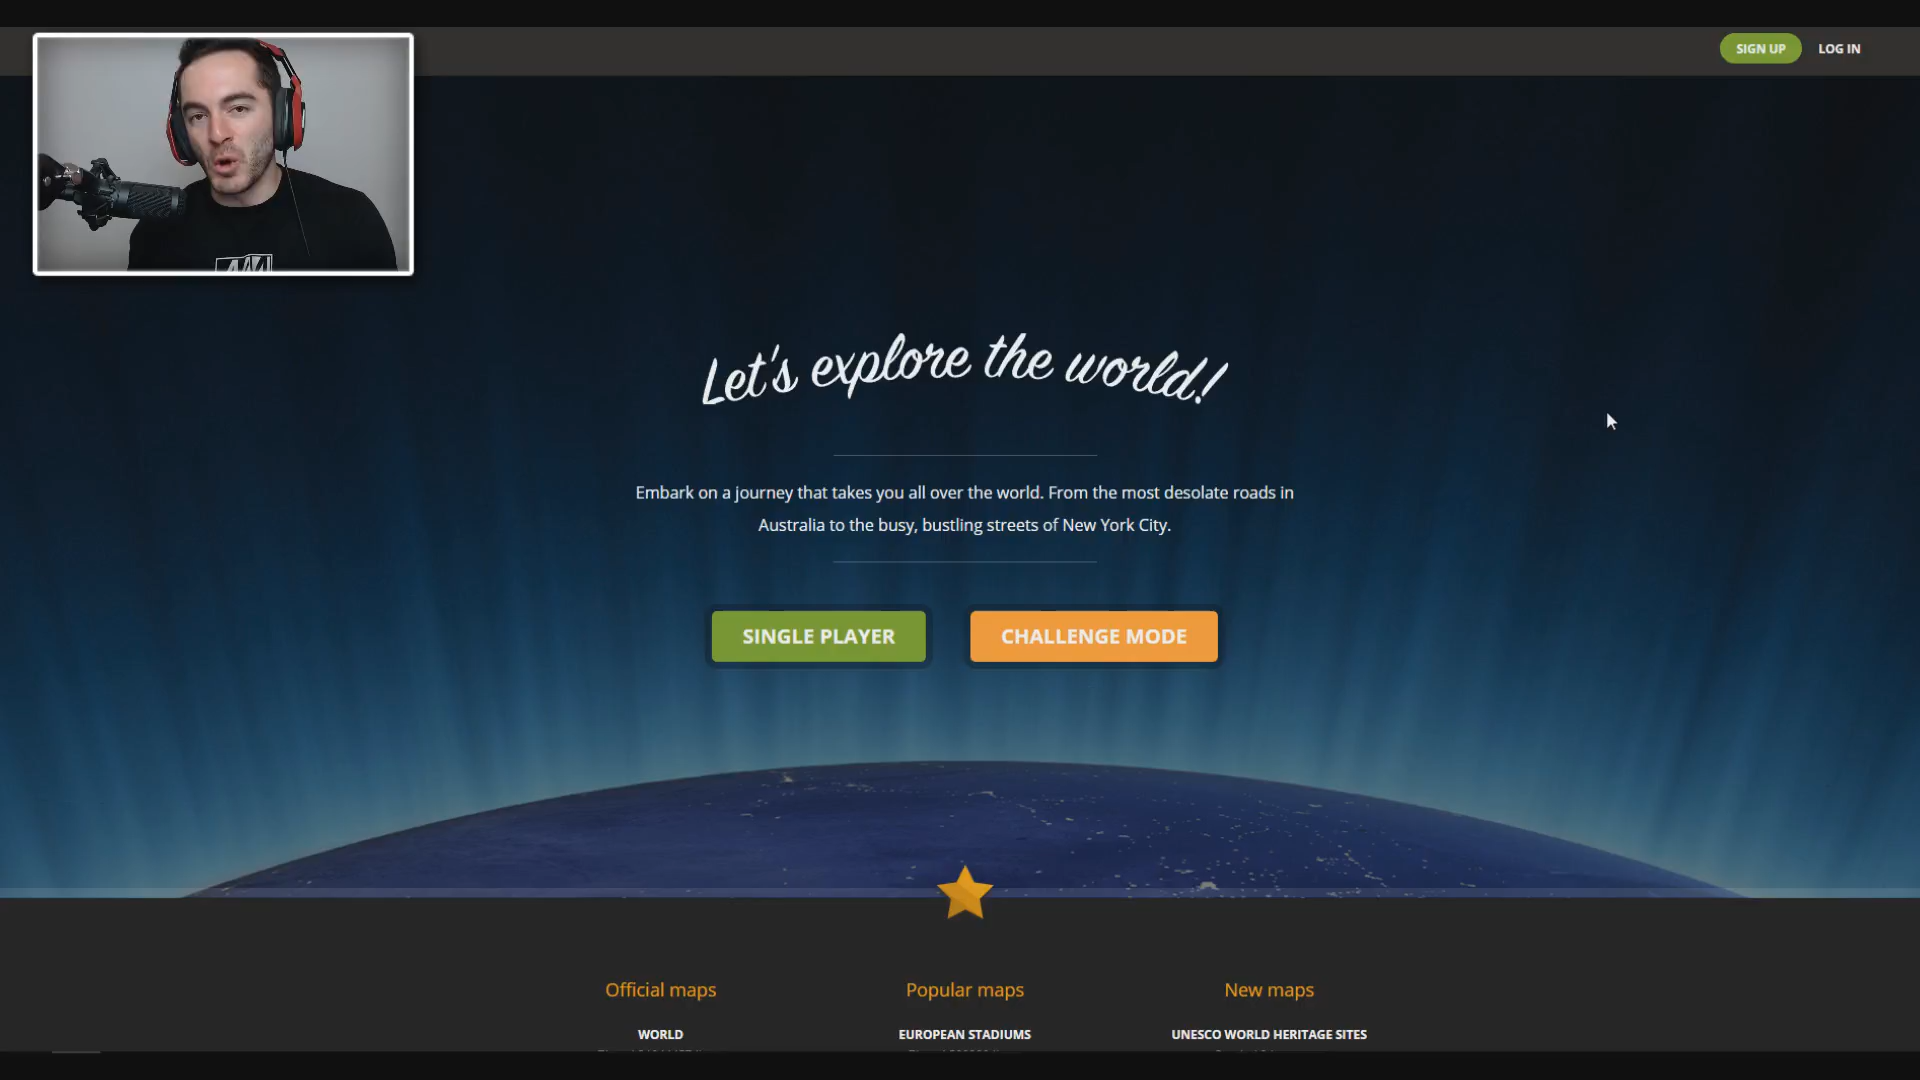 SIGN UP
LOG IN
Let's explore the world!
Embark on a journey that takes you all over the world. From the most desolate roads in
Australia to the busy, bustling streets of New York City.
SINGLE PLAYER
CHALLENGE MODE
Official maps
Popular maps
New maps
WORLD
EUROPEAN STADIUMS
UNESCO WORLD HERITAGE SITES